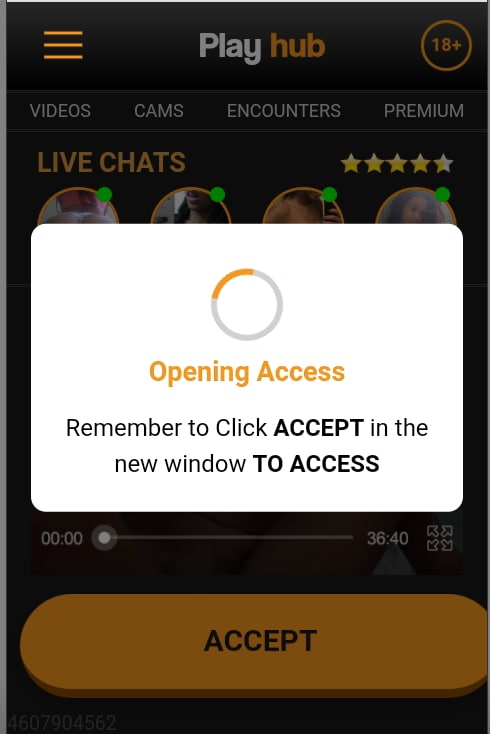 Play hub
18+
VIDEOS CAMS ENCOUNTERS PREMIUM
LIVE CHATS
Opening Access
Remember to Click ACCEPT in the
new window TO ACCESS
00:00 36:40
ACCEPT
4607904562